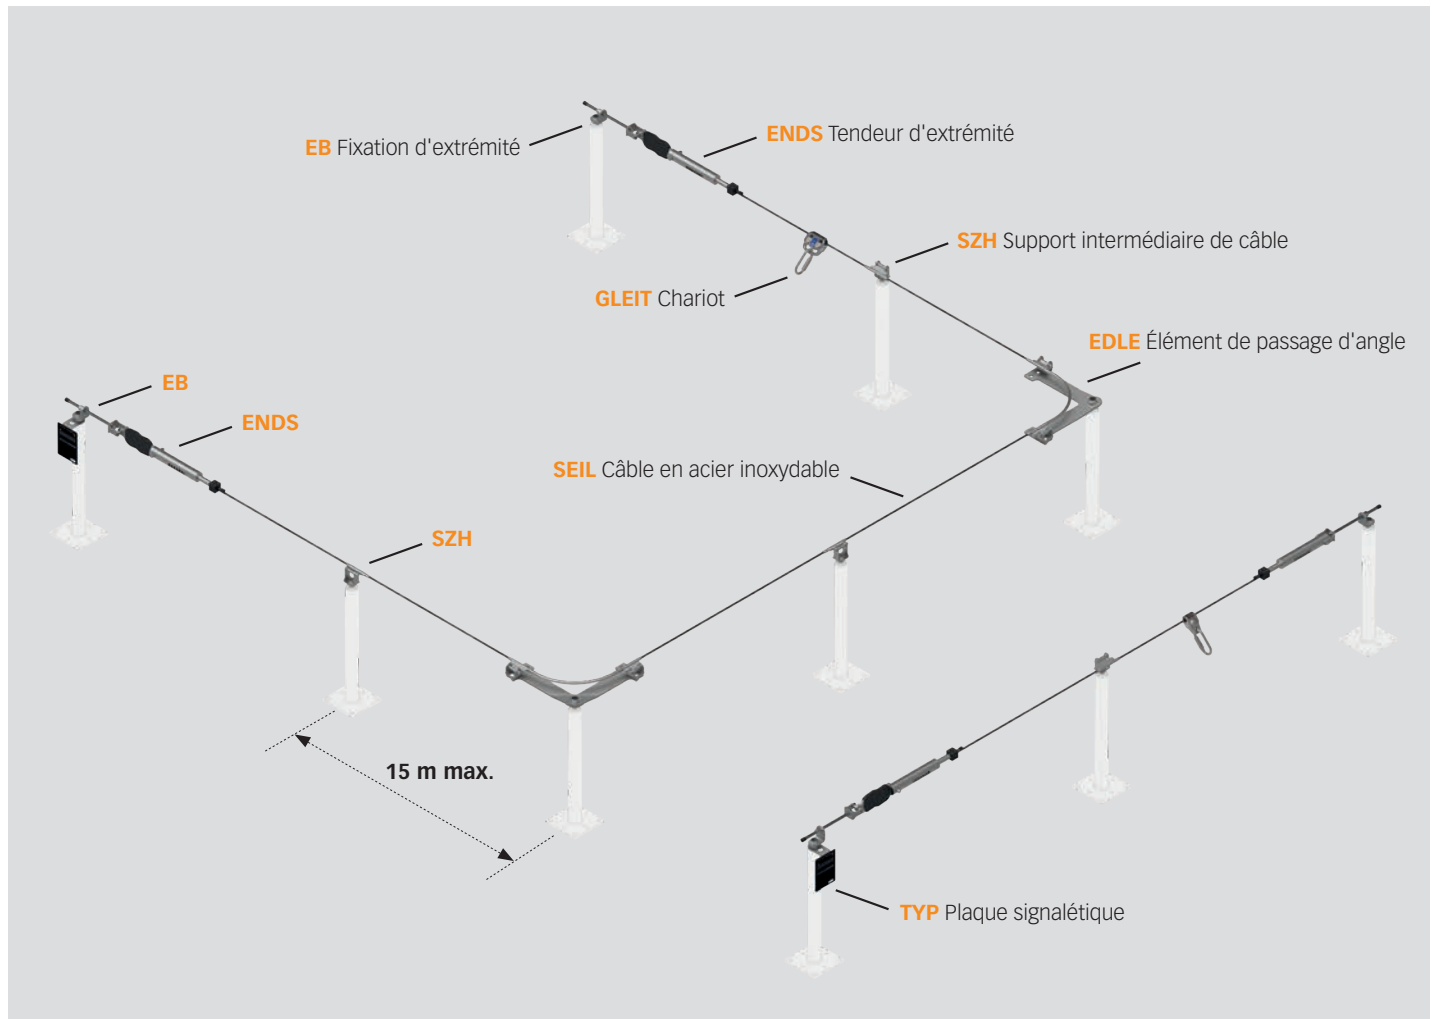 ENDS Tendeur d'extrémité
EB Fixation d'extrémité
SZH Support intermédiaire de câble
GLEIT Chariot
EDLE Élément de passage d'angle
EB
ENDS
SEIL Câble en acier inoxydable
SZH
15 m max.
TYP Plaque signalétique